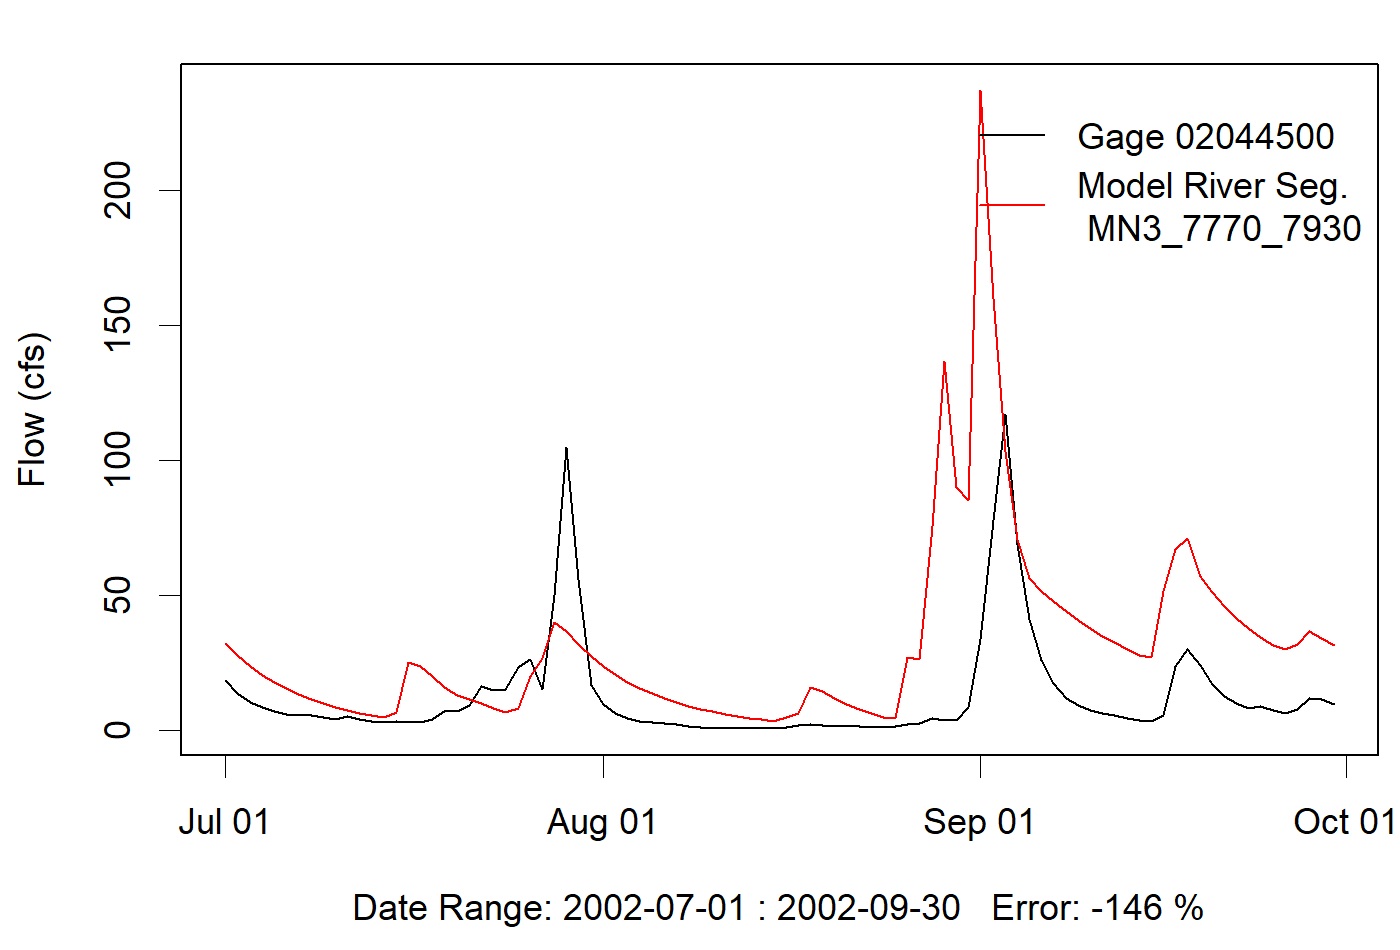 Gage 02044500
Model River Seg.
MN3_7770_7930
Flow (cfs)
200
150
100
50
0
Jul 01 Aug 01 Sep 01 Oct 01
Date Range: 2002-07-01 : 2002-09-30 Error: -146 %